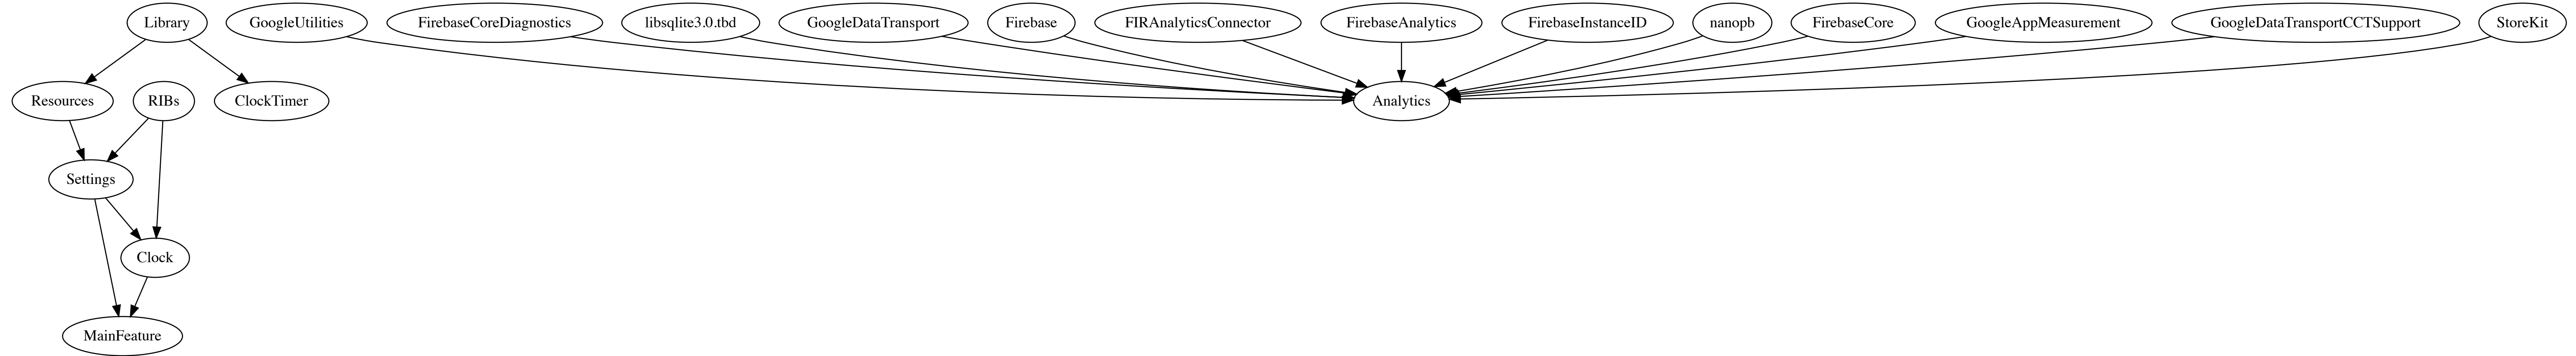 Library
GoogleUtilities
FirebaseCoreDiagnostics
libsqlite3.0.tbd
GoogleDataTransport
Firebase
FIRAnalyticsConnector
FirebaseAnalytics
FirebaseInstanceID
nanopb
FirebaseCore
GoogleAppMeasurement
GoogleDataTransportCCTSupport
StoreKit
Resources
RIBs
ClockTimer
Analytics
Settings
Clock
MainFeature